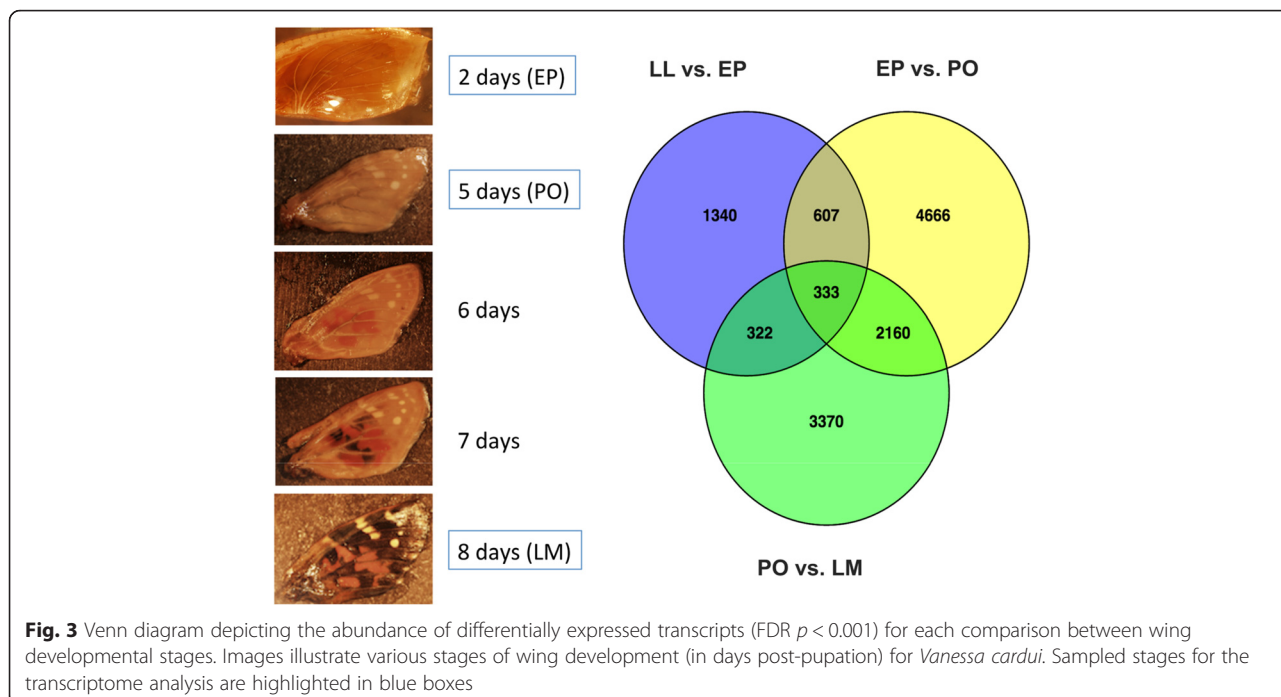 2 days (EP)
5 days (PO)
6 days
7 days
8 days (LM)
LL vs. EP
EP vs. PO
1340
607
4666
333
322
2160
3370
PO vs. LM
Fig. 3 Venn diagram depicting the abundance of differentially expressed transcripts (FDR p < 0.001) for each comparison between wing
developmental stages. Images illustrate various stages of wing development (in days post-pupation) for Vanessa cardui. Sampled stages for the
transcriptome analysis are highlighted in blue boxes